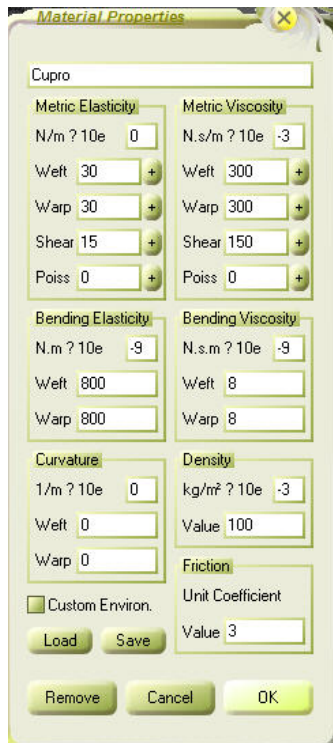 Material Properties
Cupro
Metric Elasticity
N/m ? 10e 0
Weft 30 +
Warp 30 +
Shear 15 +
Poiss 0 +
Metric Viscosity
N.s/m ? 10e -3
Weft 300 +
Warp 300 +
Shear 150 +
Poiss 0 +
Bending Elasticity
N.m ? 10e -9
Weft 800
Warp 800
Bending Viscosity
N.s.m ? 10e -9
Weft 8
Warp 8
Curvature
1/m ? 10e 0
Weft 0
Warp 0
Density
kg/m² ? 10e -3
Value 100
Friction
Unit Coefficient
Value 3
Custom Environ.
Load Save
Remove Cancel OK